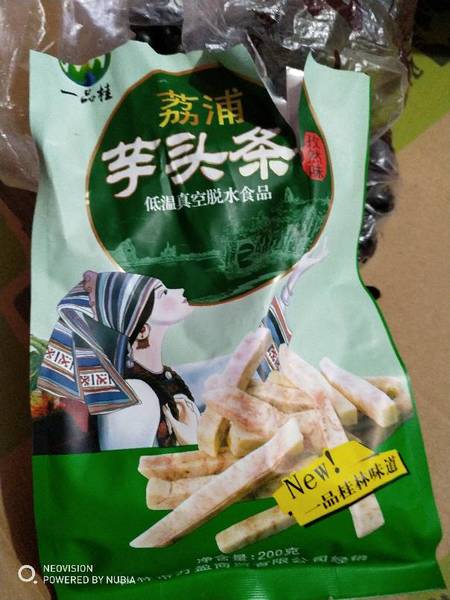 一品桂
荔浦
芋头条
低温真空脱水食品
New!
一品桂林味道
净含量:200克
NEOVISION
POWERED BY NUBIA